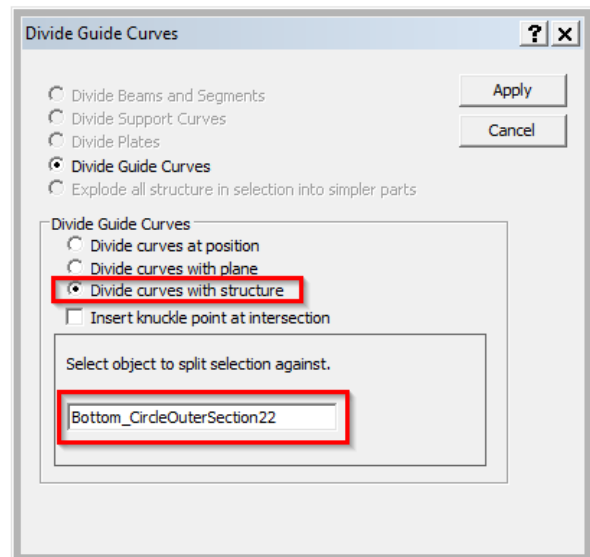 Divide Guide Curves
? x
Divide Beams and Segments
Apply
Divide Support Curves
Divide Plates
Cancel
Divide Guide Curves
Explode all structure in selection into simpler parts
Divide Guide Curves
Divide curves at position
Divide curves with plane
Divide curves with structure
Insert knuckle point at intersection
Select object to split selection against.
Bottom_CircleOuterSection22